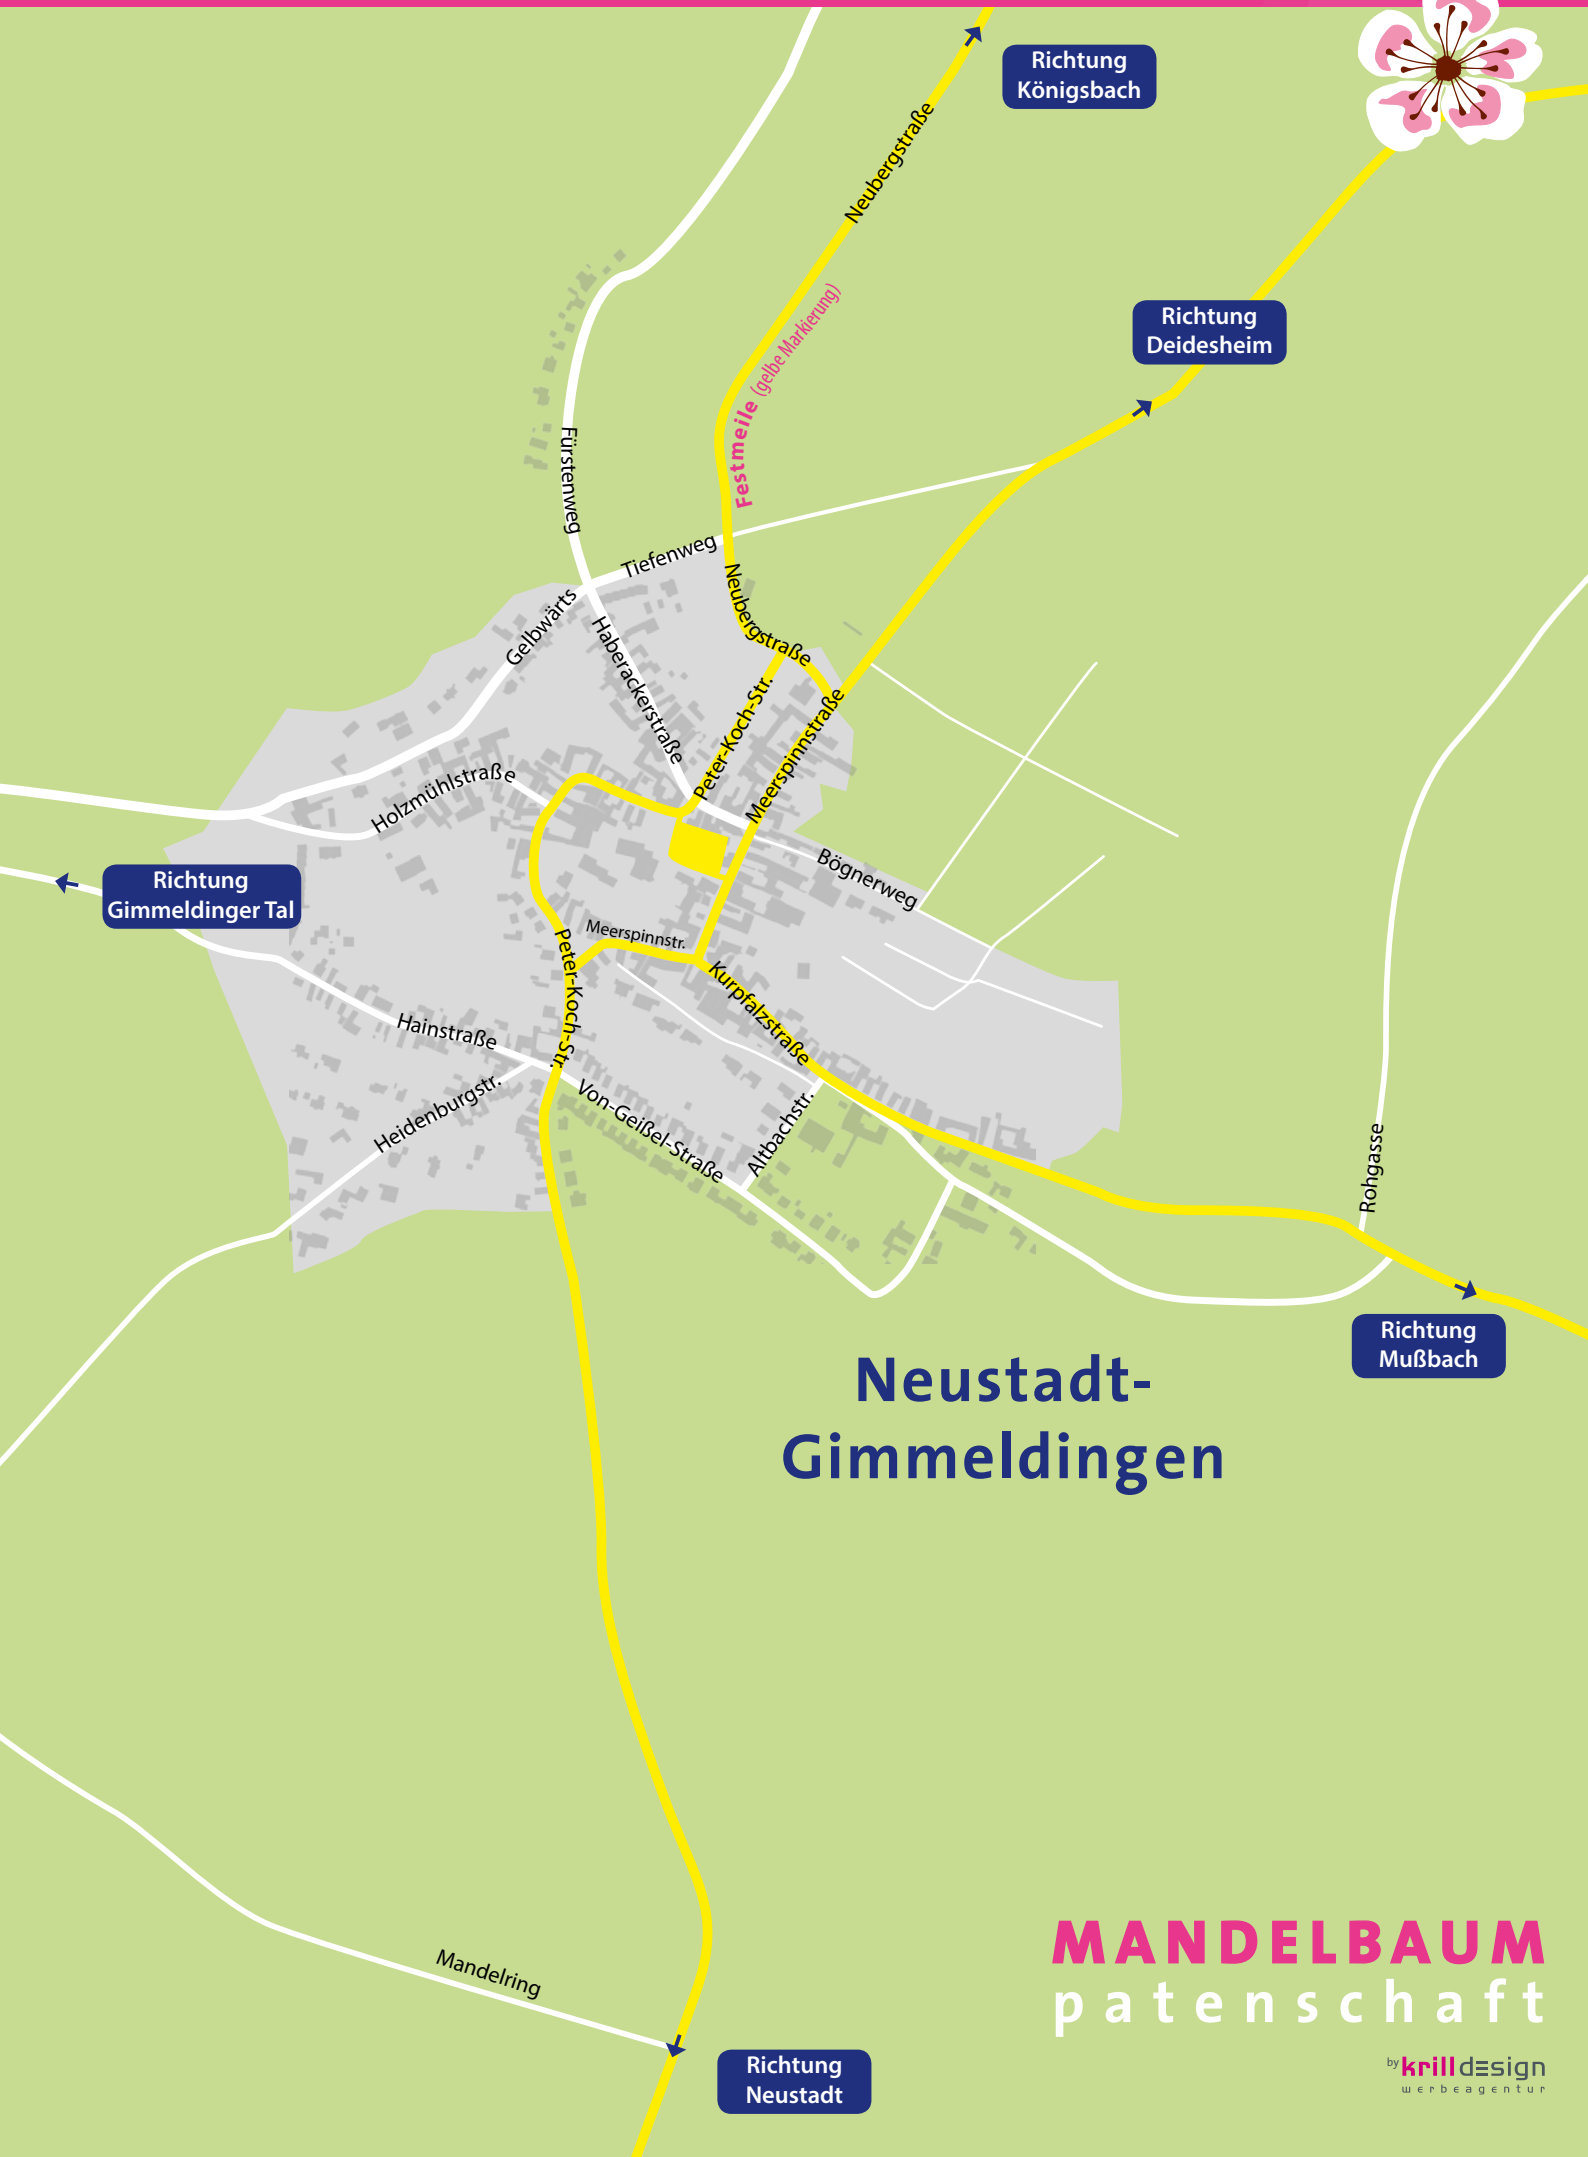 Richtung
Königsbach
Neubergstraße
Richtung
Deidesheim
Festmeile (gelbe Markierung)
Fürstenweg
Tiefenweg
Neubergstraße
Gelbwärts
Haberackerstraße
Peter-Koch-Str.
Meerspinnstraße
Holzmühlstraße
Bögnerweg
Richtung
Gimmeldinger Tal
Meerspinnstr.
Peter-Koch-Str.
Kurpfalzstraße
Hainstraße
Heidenburgstr.
Von-Geißel-Straße
Altbachstr.
Rohgasse
Richtung
Mußbach
Neustadt-
Gimmeldingen
Mandelring
Richtung
Neustadt
MANDELBAUM
patenschaft
by krilldesign
werbeagentur